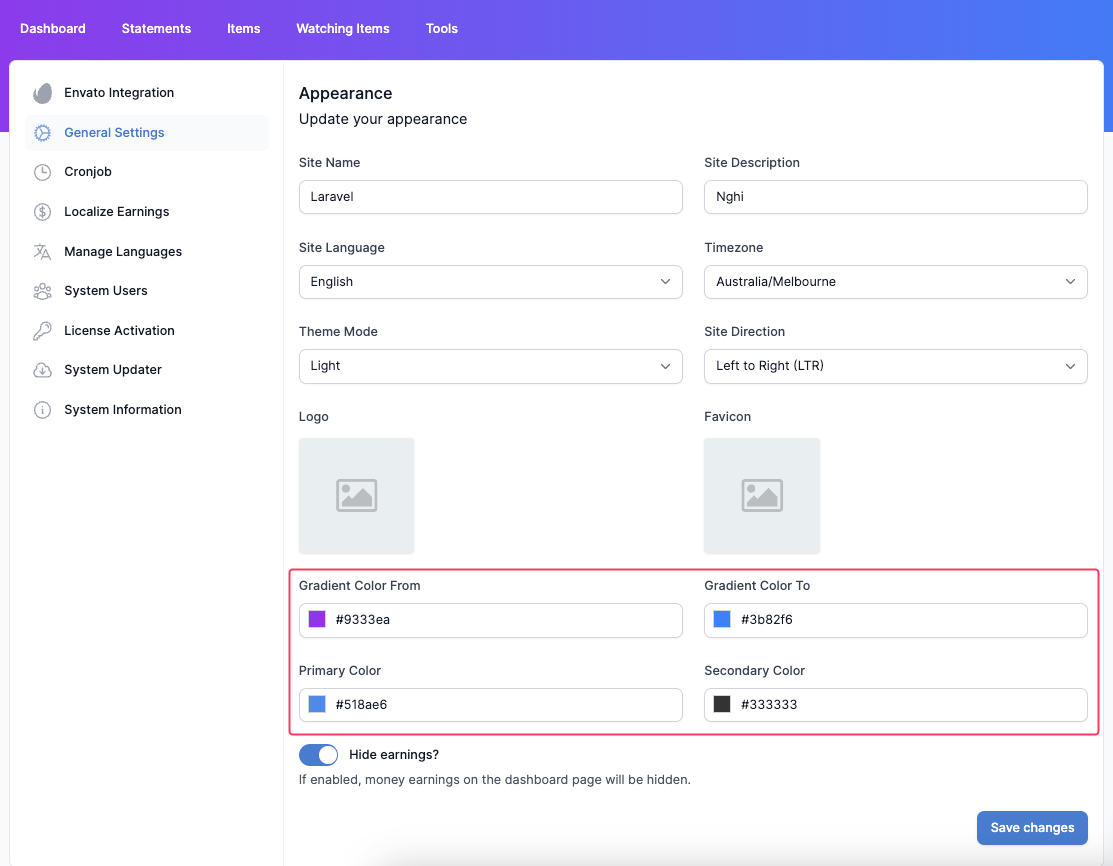 Dashboard Statements Items Watching Items Tools
Envato Integration
General Settings
Cronjob
Localize Earnings
Manage Languages
System Users
License Activation
System Updater
System Information
Appearance
Update your appearance
Site Name Site Description
Laravel Nghi
Site Language Timezone
English Australia/Melbourne
Theme Mode Site Direction
Light Left to Right (LTR)
Logo Favicon
Gradient Color From Gradient Color To
#9333ea #3b82f6
Primary Color Secondary Color
#518ae6 #333333
Hide earnings?
If enabled, money earnings on the dashboard page will be hidden.
Save changes